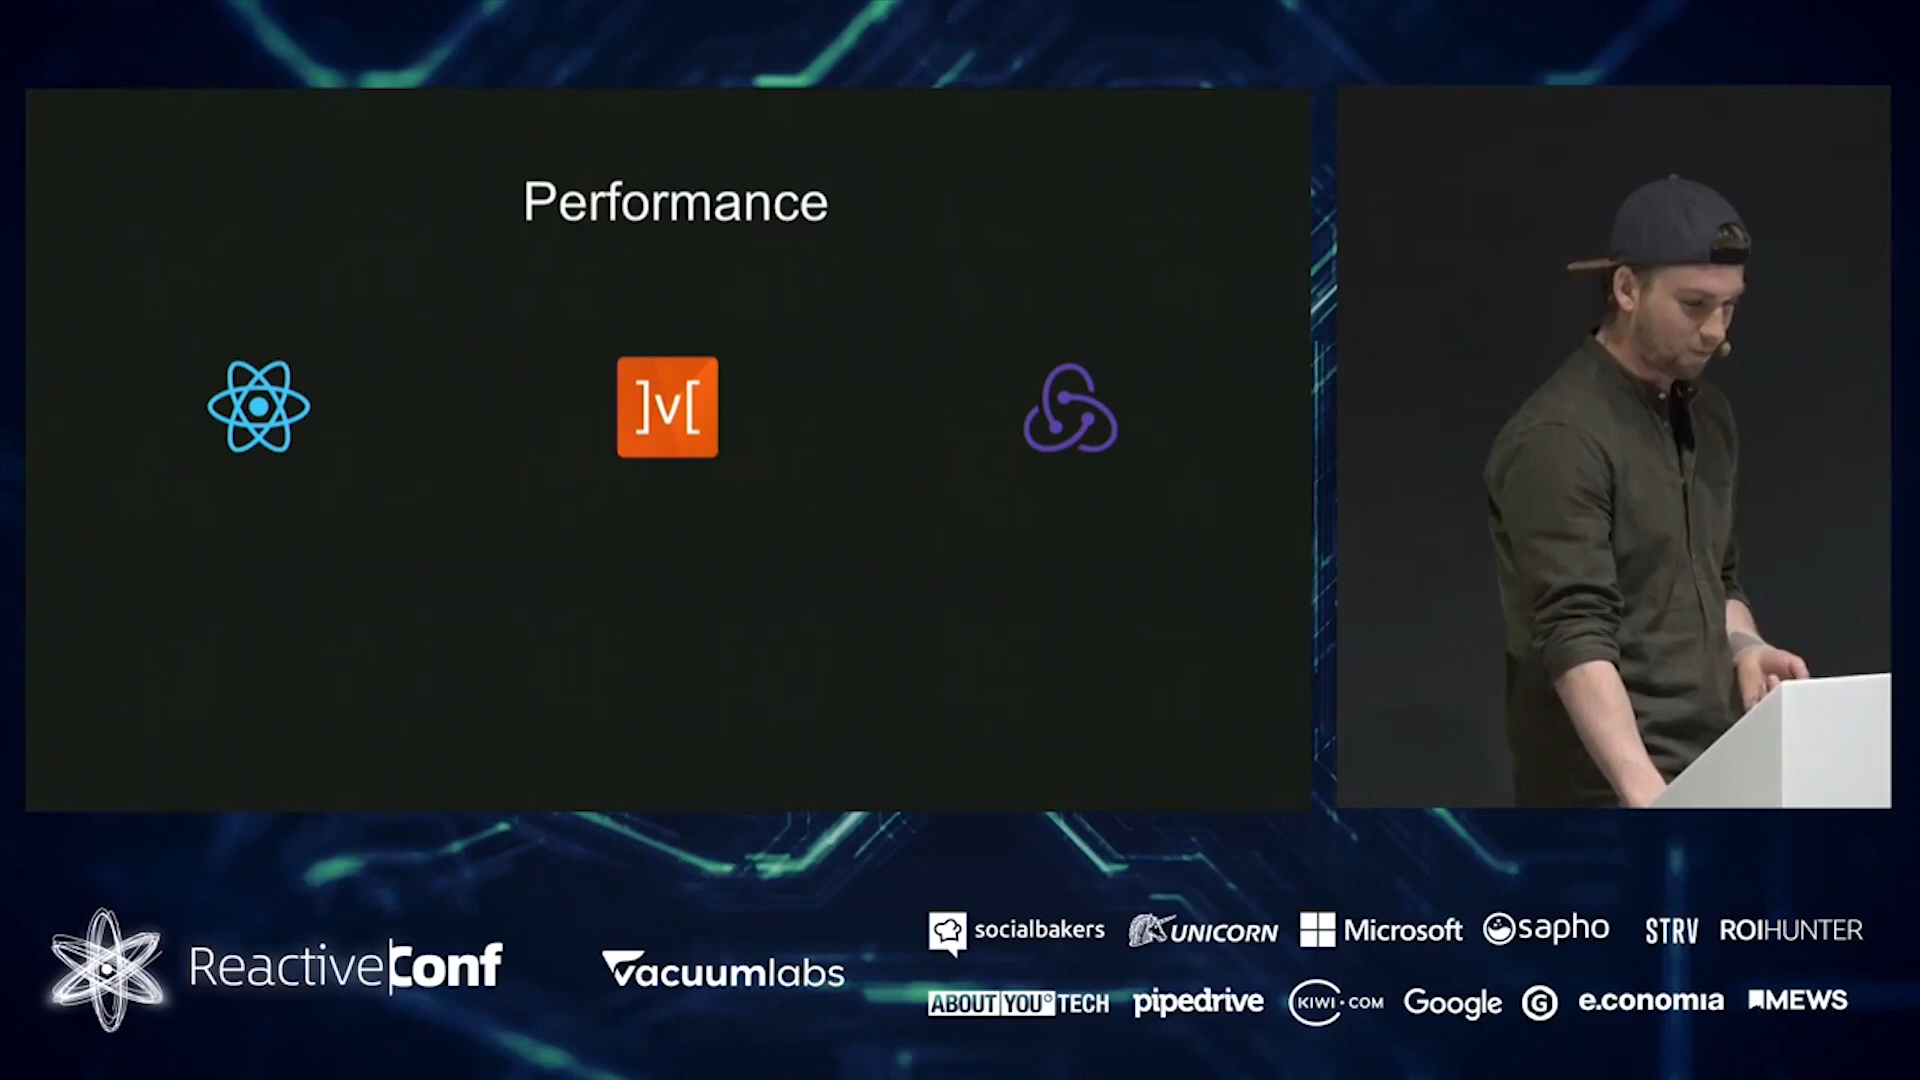 Performance
]v[
ReactiveConf
vacuumlabs
socialbakers UNICORN Microsoft sapho STRV ROIHUNTER
ABOUT YOU° TECH pipedrive KIWI.COM Google G e.conomia MEWS